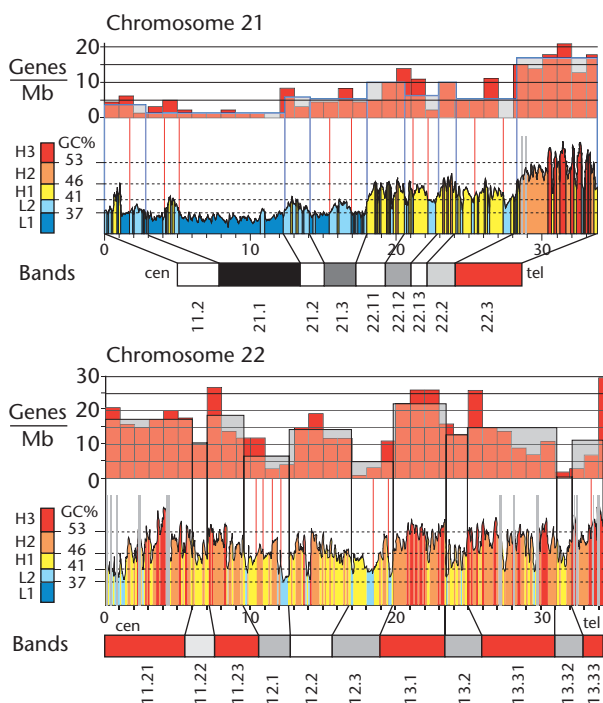 Chromosome 21
Genes
Mb
20
10
0
GC%
H3 53
H2 46
H1 41
L2 37
L1
0 10 20 30
Bands cen tel
11.2 21.1 21.2 21.3 22.11 22.12 22.13 22.2 22.3
Chromosome 22
Genes
Mb
30
20
10
0
GC%
H3 53
H2 46
H1 41
L2 37
L1
0 10 20 30
cen tel
Bands
11.21 11.22 11.23 12.1 12.2 12.3 13.1 13.2 13.31 13.32 13.33